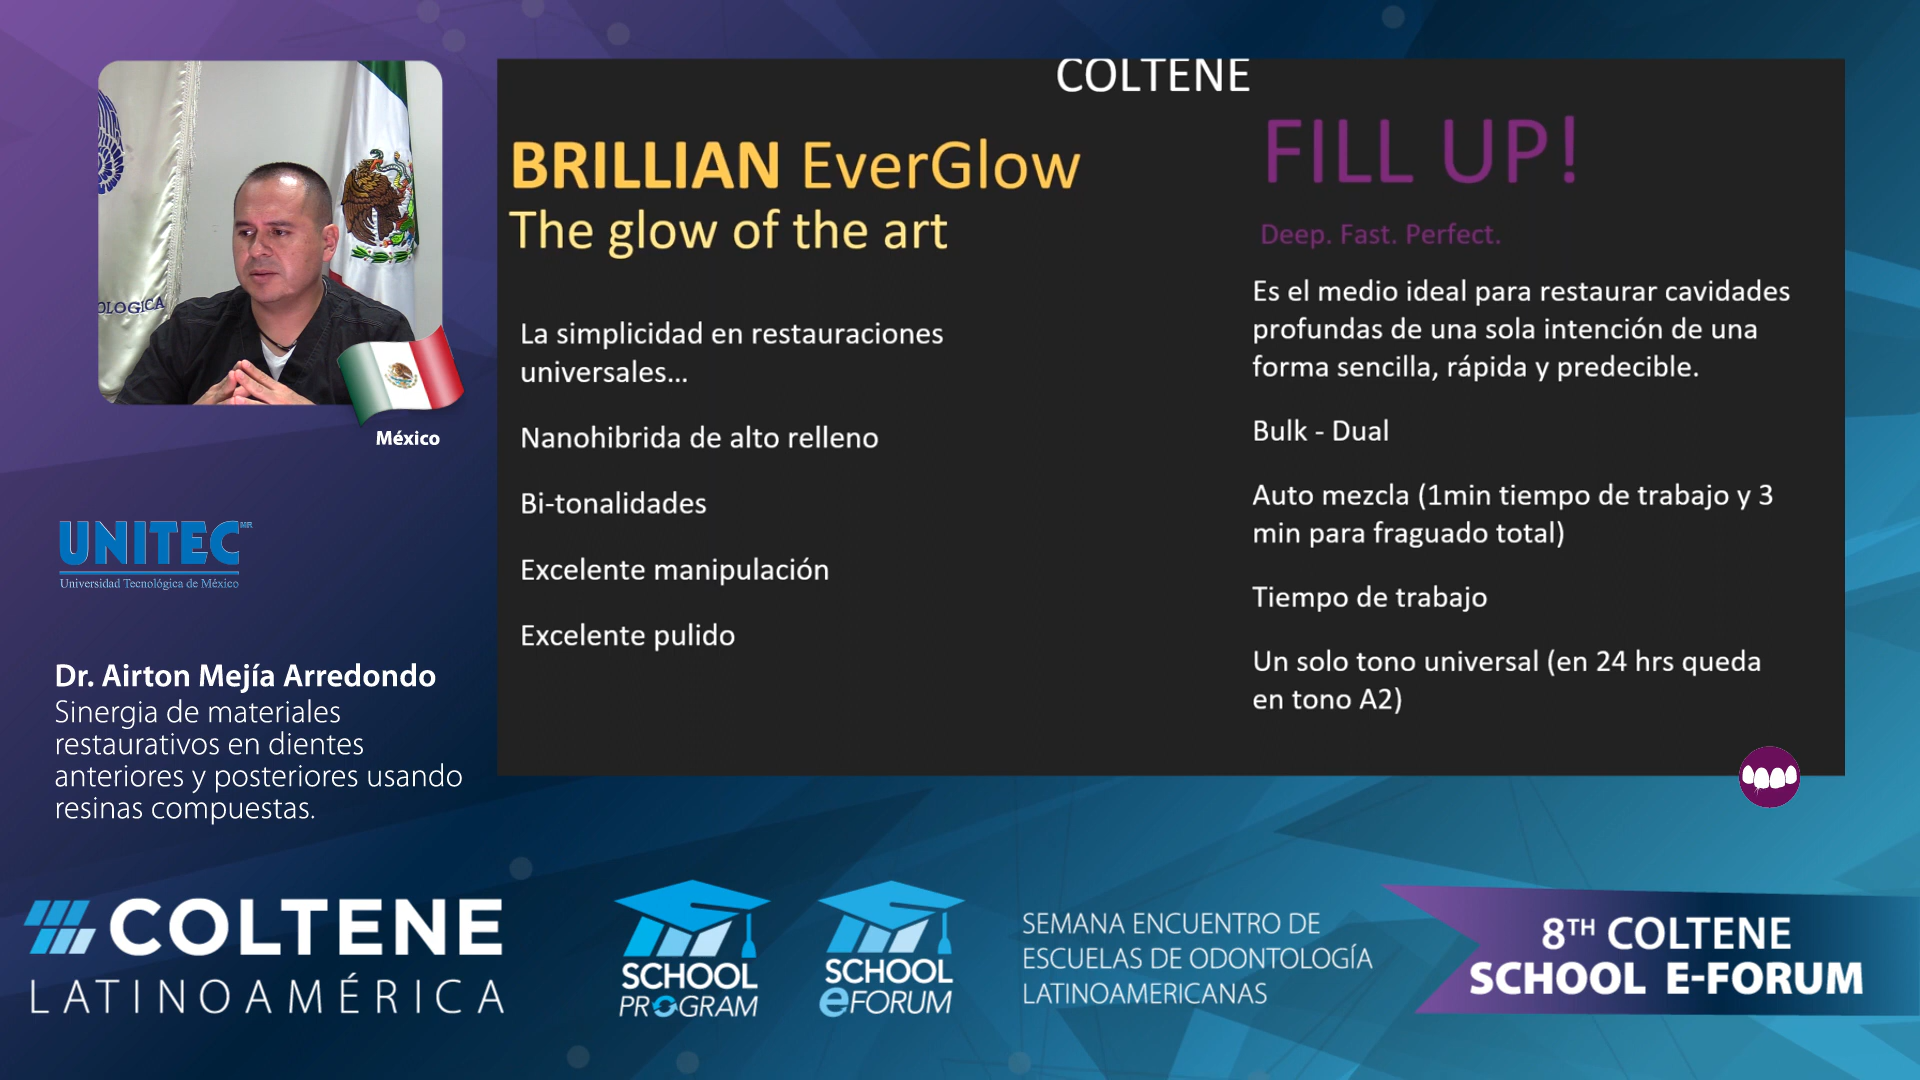 OLOGICA
México
UNITEC MR
Universidad Tecnológica de México
Dr. Airton Mejía Arredondo
Sinergia de materiales
restaurativos en dientes
anteriores y posteriores usando
resinas compuestas.
COLTENE
BRILLIAN EverGlow
The glow of the art
La simplicidad en restauraciones
universales...
Nanohibrida de alto relleno
Bi-tonalidades
Excelente manipulación
Excelente pulido
FILL UP!
Deep. Fast. Perfect.
Es el medio ideal para restaurar cavidades
profundas de una sola intención de una
forma sencilla, rápida y predecible.
Bulk - Dual
Auto mezcla (1min tiempo de trabajo y 3
min para fraguado total)
Tiempo de trabajo
Un solo tono universal (en 24 hrs queda
en tono A2)
COLTENE
LATINOAMÉRICA
SCHOOL
PROGRAM
SCHOOL
eFORUM
SEMANA ENCUENTRO DE
ESCUELAS DE ODONTOLOGÍA
LATINOAMERICANAS
8TH COLTENE
SCHOOL E-FORUM